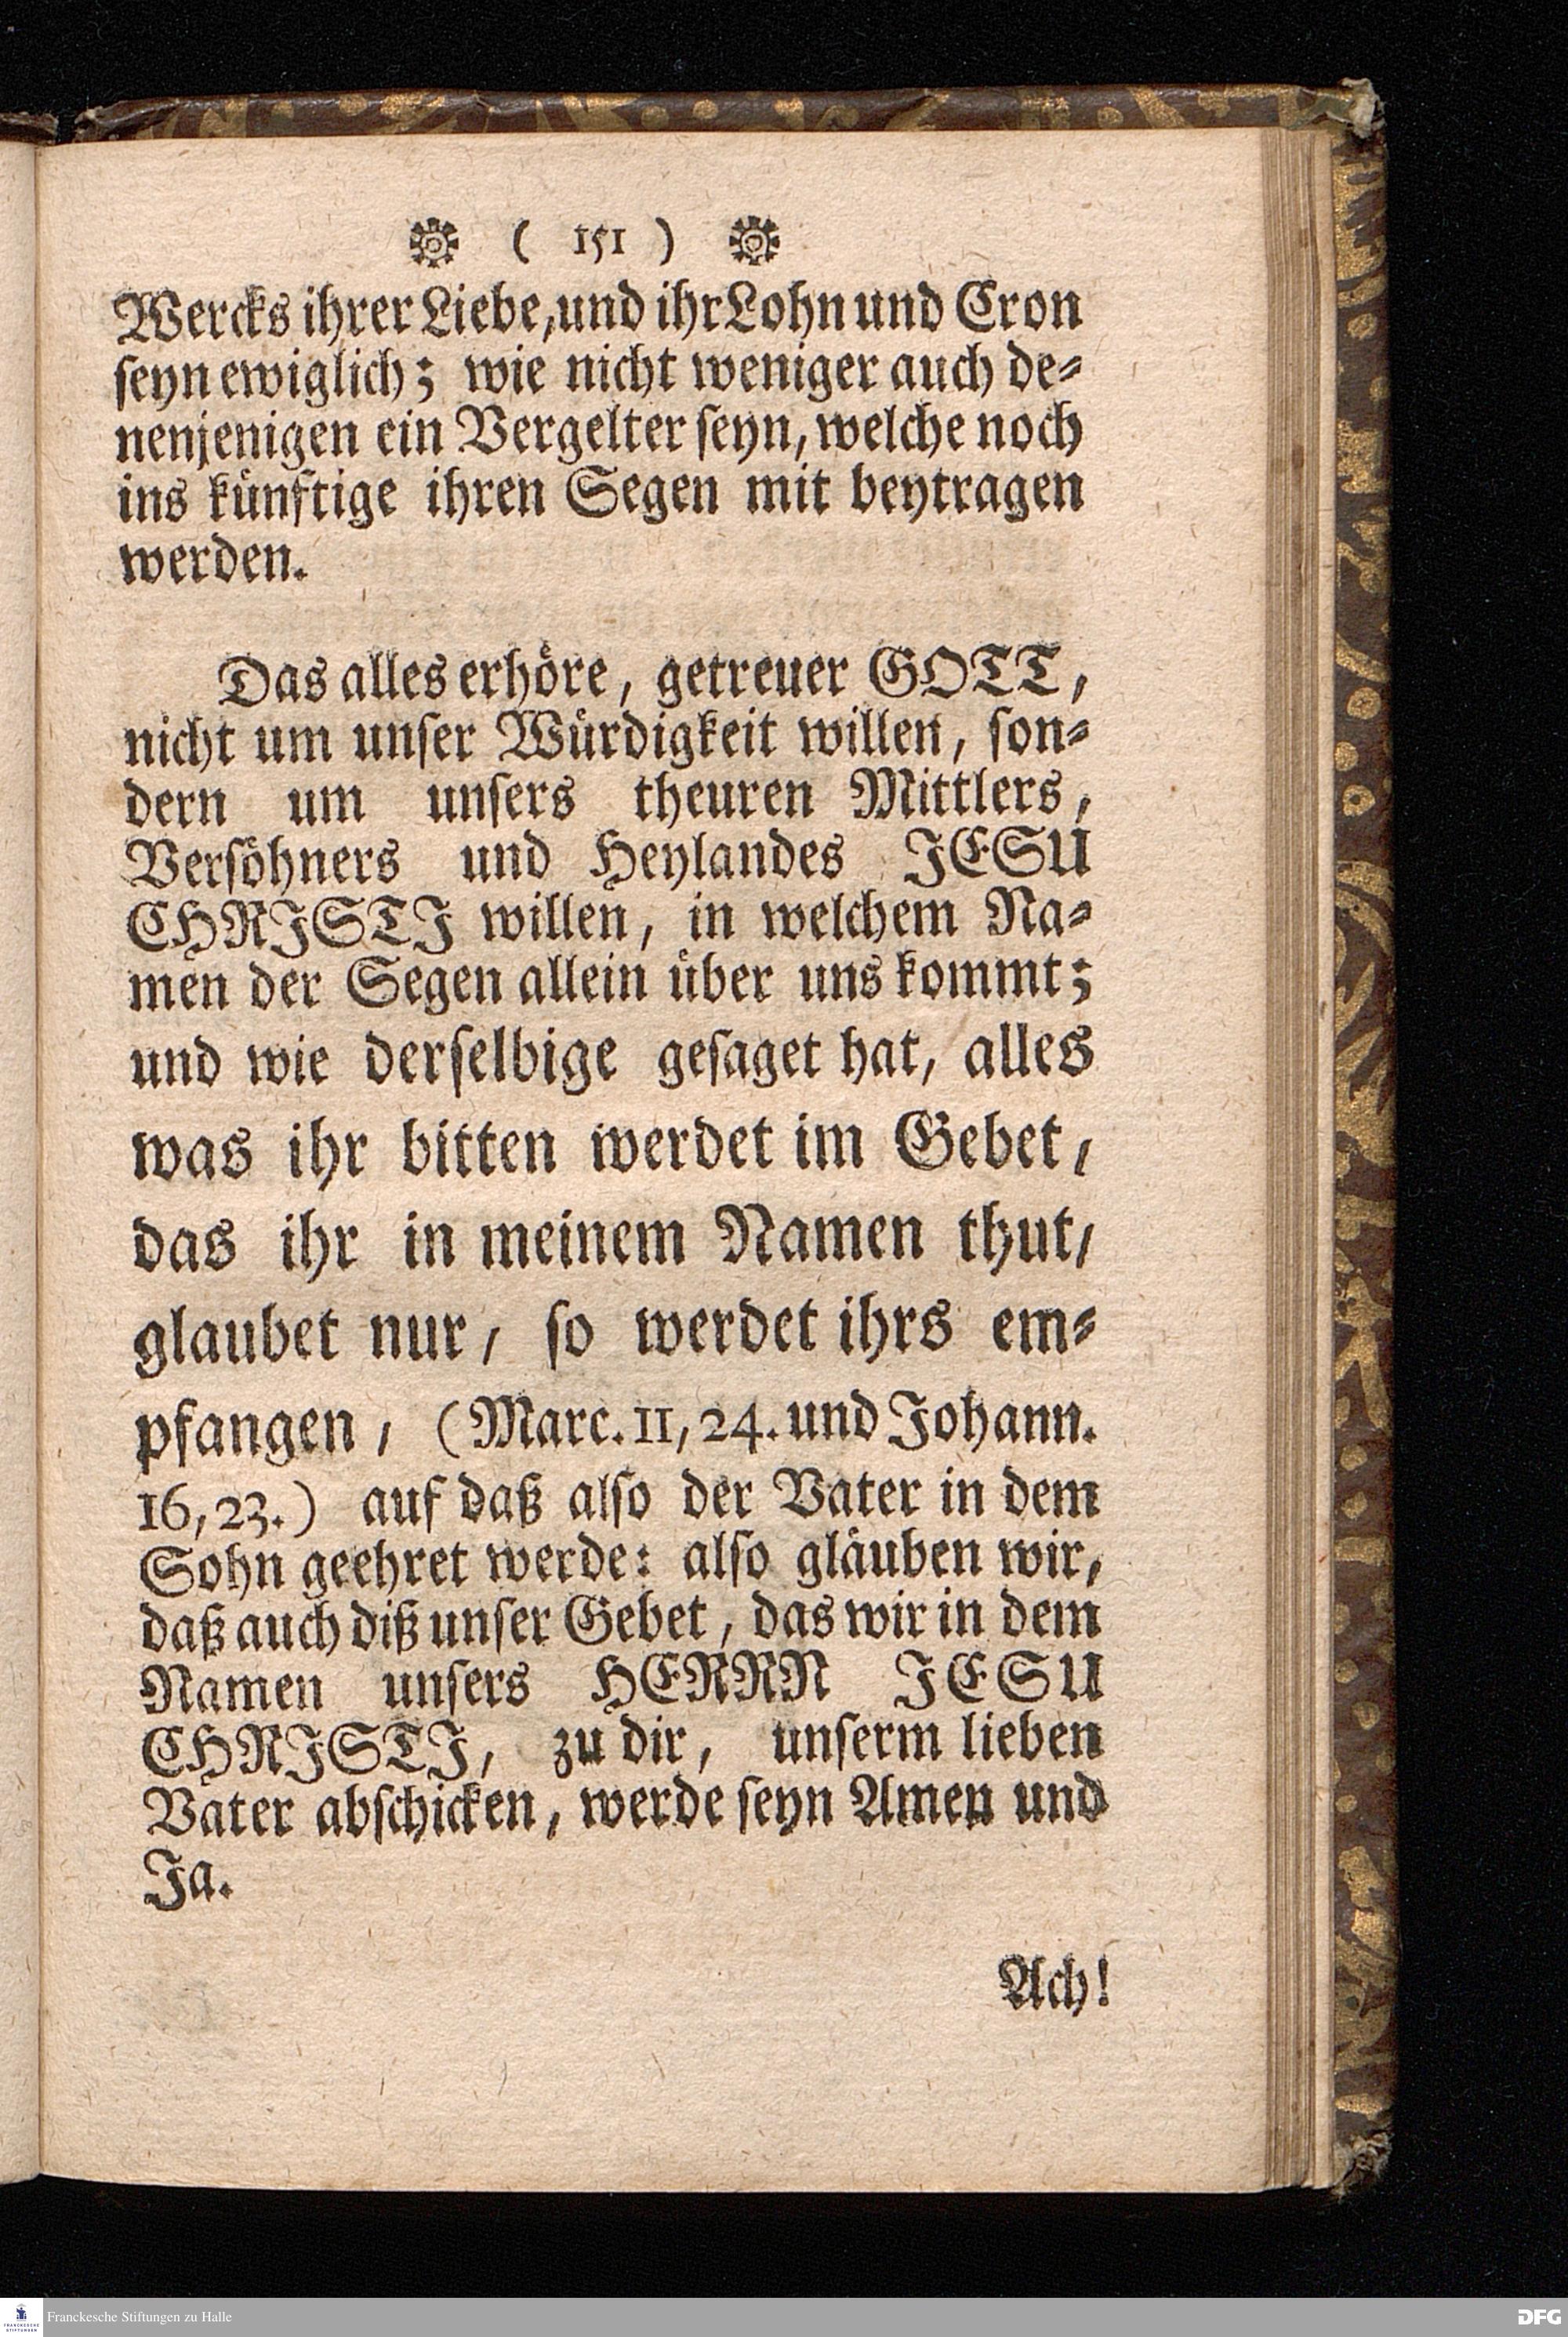 ( 151 )
Wercks ihrer Liebe, und ihr Lohn und Cron
seyn ewiglich; wie nicht weniger auch de-
nenjenigen ein Vergelter seyn, welche noch
ins künftige ihren Segen mit beytragen
werden.
Das alles erhöre, getreuer GOTT,
nicht um unser Würdigkeit willen, son-
dern um unsers theuren Mittlers,
Versöhners und Heylandes JESU
CHRISTI willen, in welchem Na-
men der Segen allein über uns kommt;
und wie derselbige gesaget hat, alles
was ihr bitten werdet im Gebet,
das ihr in meinem Namen thut,
glaubet nur, so werdet ihrs em-
pfangen, (Marc. 11, 24. und Johann.
16, 23.) auf daß also der Vater in dem
Sohn geehret werde: also gläuben wir,
daß auch diß unser Gebet, das wir in dem
Namen unsers HERRN JESU
CHRISTI, zu dir, unserm lieben
Vater abschicken, werde seyn Amen und
Ja.
Ach!
FRANCKESCHE STIFTUNGEN
Franckesche Stiftungen zu Halle
DFG